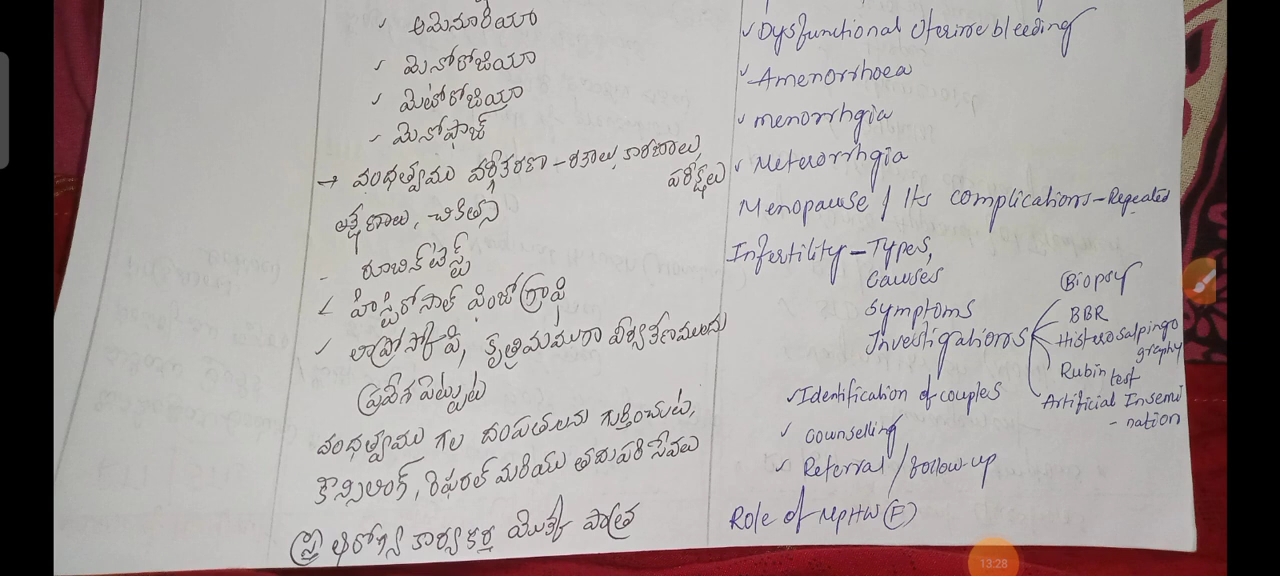 ✓ అమెనూరియా
✓ మెనోరోజియా
✓ మెటోరోజియా
- మెనోఫాజ్
→ వంధత్వము వర్గీకరణ - రకాలు, కారణాలు,
పరీక్షలు
లక్షణాలు, చికిత్స
- రూబిన్ టెస్ట్
✓ హిస్టిరోసాల్ ఫింజోగ్రాఫి
✓ లాప్రోస్కోపి, కృత్రిమముగా వీర్యకణముదు
ప్రవేశపెట్టుట
వంధత్వము గల దంపతులను గుర్తించుట,
కౌన్సిలింగ్, రిఫరల్ మరియు తదుపరి సేవలు
స్త్రీ ఆరోగ్య కార్యకర్త యొక్క పాత్ర
✓ Dysfunctional Uterine bleeding
✓ Amenorrhoea
✓ menorrhgia
✓ Meterorrhgia
Menopause / Its complications - Repeated
Infertility - Types,
Causes
Symptoms
Investigations
Biopsy
BBR
Histerosalpingo
graphy
Rubin test
Artificial Insemi
- nation
✓ Identification of couples
✓ Counselling
✓ Referral / follow-up
Role of MPHW (F)
13:28